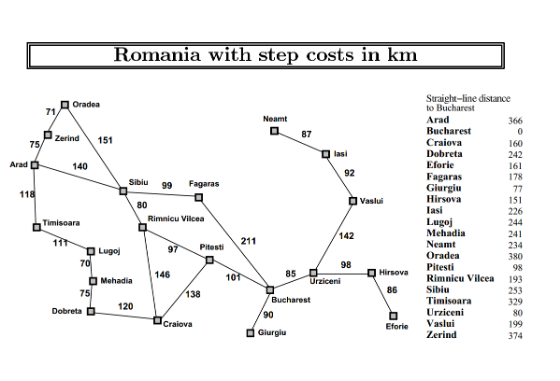 Romania with step costs in km
Oradea
71
Neamt
Zerind
87
151
75
Iasi
Arad
140
92
Sibiu
99
Fagaras
118
80
Vaslui
Rimnicu Vilcea
Timisoara
142
111
211
Lugoj
97
Pitesti
70
98
Hirsova
85
Mehadia
146
101
Urziceni
75
138
86
Bucharest
Dobreta
120
90
Craiova
Eforie
Giurgiu
Straight-line distance
to Bucharest
Arad 366
Bucharest 0
Craiova 160
Dobreta 242
Eforie 161
Fagaras 178
Giurgiu 77
Hirsova 151
Iasi 226
Lugoj 244
Mehadia 241
Neamt 234
Oradea 380
Pitesti 98
Rimnicu Vilcea 193
Sibiu 253
Timisoara 329
Urziceni 80
Vaslui 199
Zerind 374